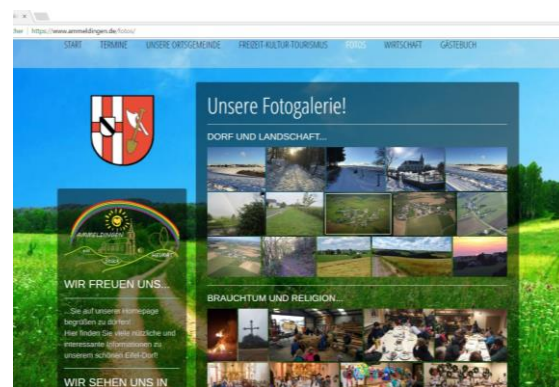 https://www.ammeldingen.de/fotos/
START TERMINE UNSERE ORTSGEMEINDE FREIZEIT-KULTUR-TOURISMUS FOTOS WIRTSCHAFT GÄSTEBUCH
Unsere Fotogalerie!
DORF UND LANDSCHAFT...
AMMELDINGEN
WIR FREUEN UNS...
...Sie auf unserer Homepage
begrüßen zu dürfen!
Hier finden Sie viele nützliche und
interessante Informationen zu
unserem schönen Eifel-Dorf!
WIR SEHEN UNS IN
BRAUCHTUM UND RELIGION...